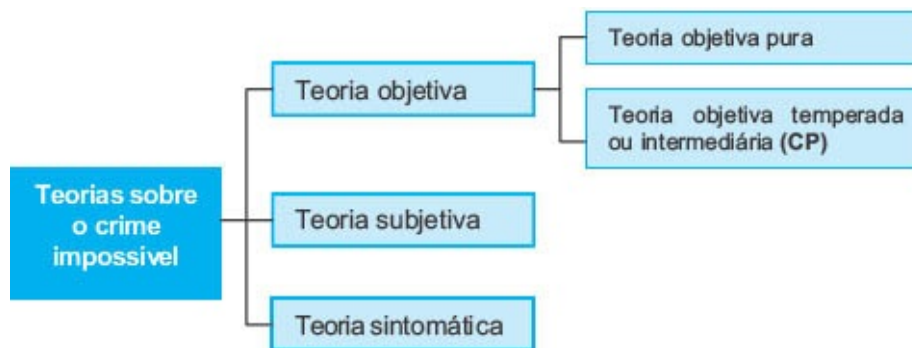 Teorias sobre
o crime
impossível
Teoria objetiva
Teoria objetiva pura
Teoria objetiva temperada
ou intermediária (CP)
Teoria subjetiva
Teoria sintomática